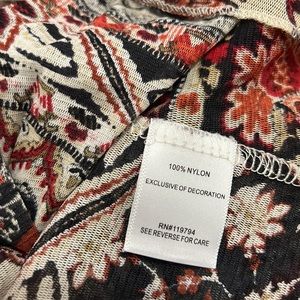 100% NYLON
EXCLUSIVE OF DECORATION
RN#119794
SEE REVERSE FOR CARE